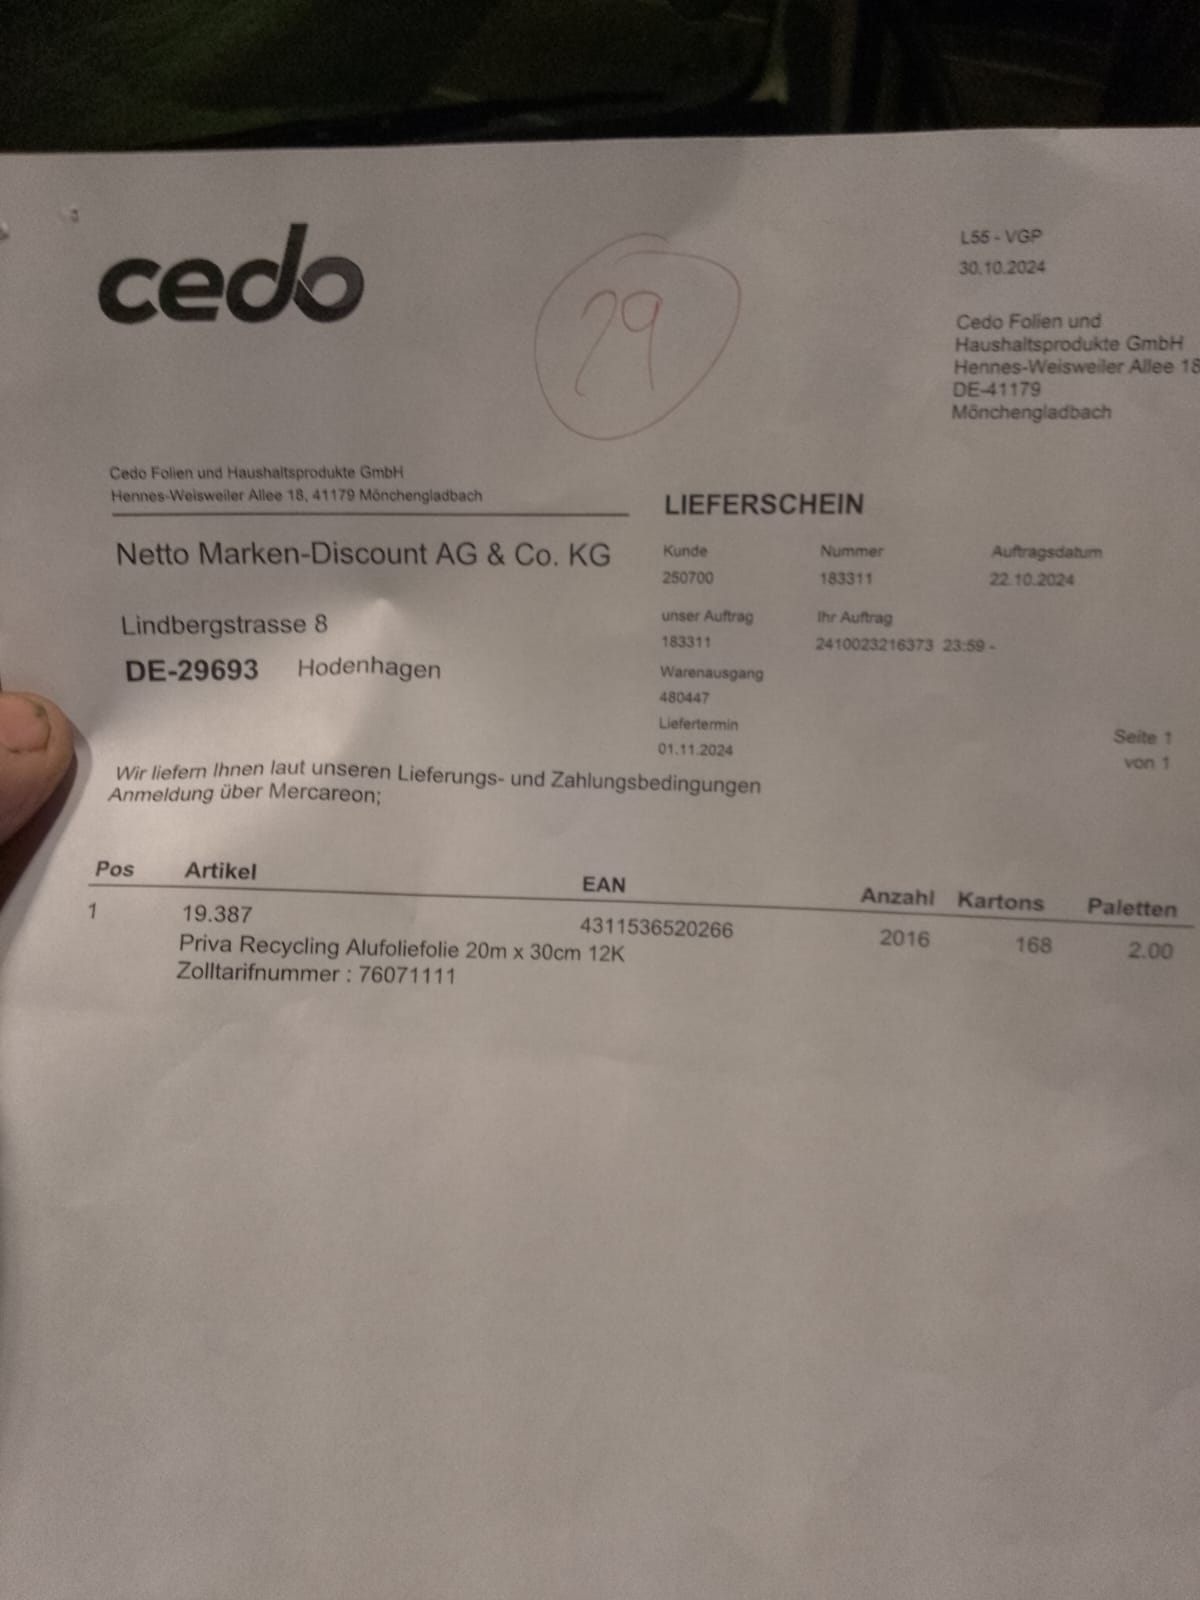 cedo
29
L55 - VGP
30.10.2024
Cedo Folien und
Haushaltsprodukte GmbH
Hennes-Weisweiler Allee 18
DE-41179
Mönchengladbach
Cedo Folien und Haushaltsprodukte GmbH
Hennes-Weisweiler Allee 18, 41179 Mönchengladbach
Netto Marken-Discount AG & Co. KG
Lindbergstrasse 8
DE-29693 Hodenhagen
LIEFERSCHEIN
Kunde Nummer Auftragsdatum
250700 183311 22.10.2024
unser Auftrag Ihr Auftrag
183311 2410023216373 23:59 -
Warenausgang
480447
Liefertermin
01.11.2024
Seite 1
von 1
Wir liefern Ihnen laut unseren Lieferungs- und Zahlungsbedingungen
Anmeldung über Mercareon;
Pos Artikel EAN Anzahl Kartons Paletten
1 19.387 4311536520266 2016 168 2.00
Priva Recycling Alufoliefolie 20m x 30cm 12K
Zolltarifnummer : 76071111